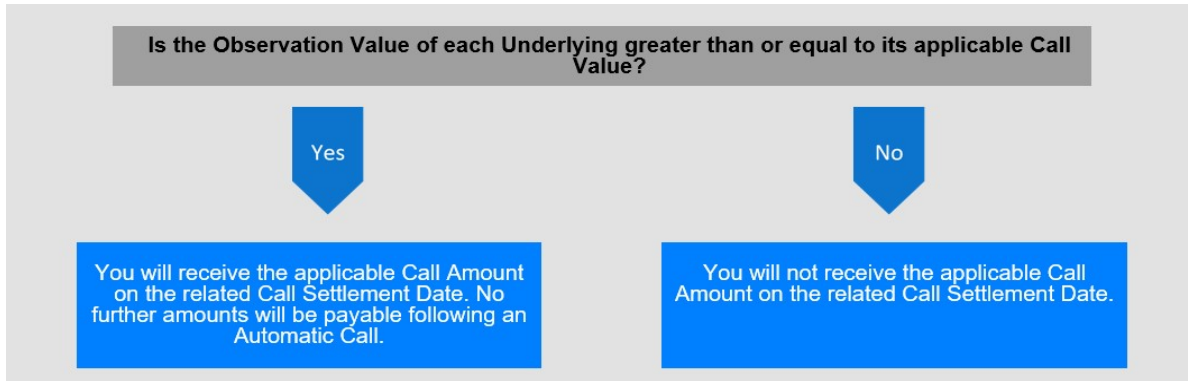 Is the Observation Value of each Underlying greater than or equal to its applicable Call
Value?
Yes
No
You will receive the applicable Call Amount
on the related Call Settlement Date. No
further amounts will be payable following an
Automatic Call.
You will not receive the applicable Call
Amount on the related Call Settlement Date.